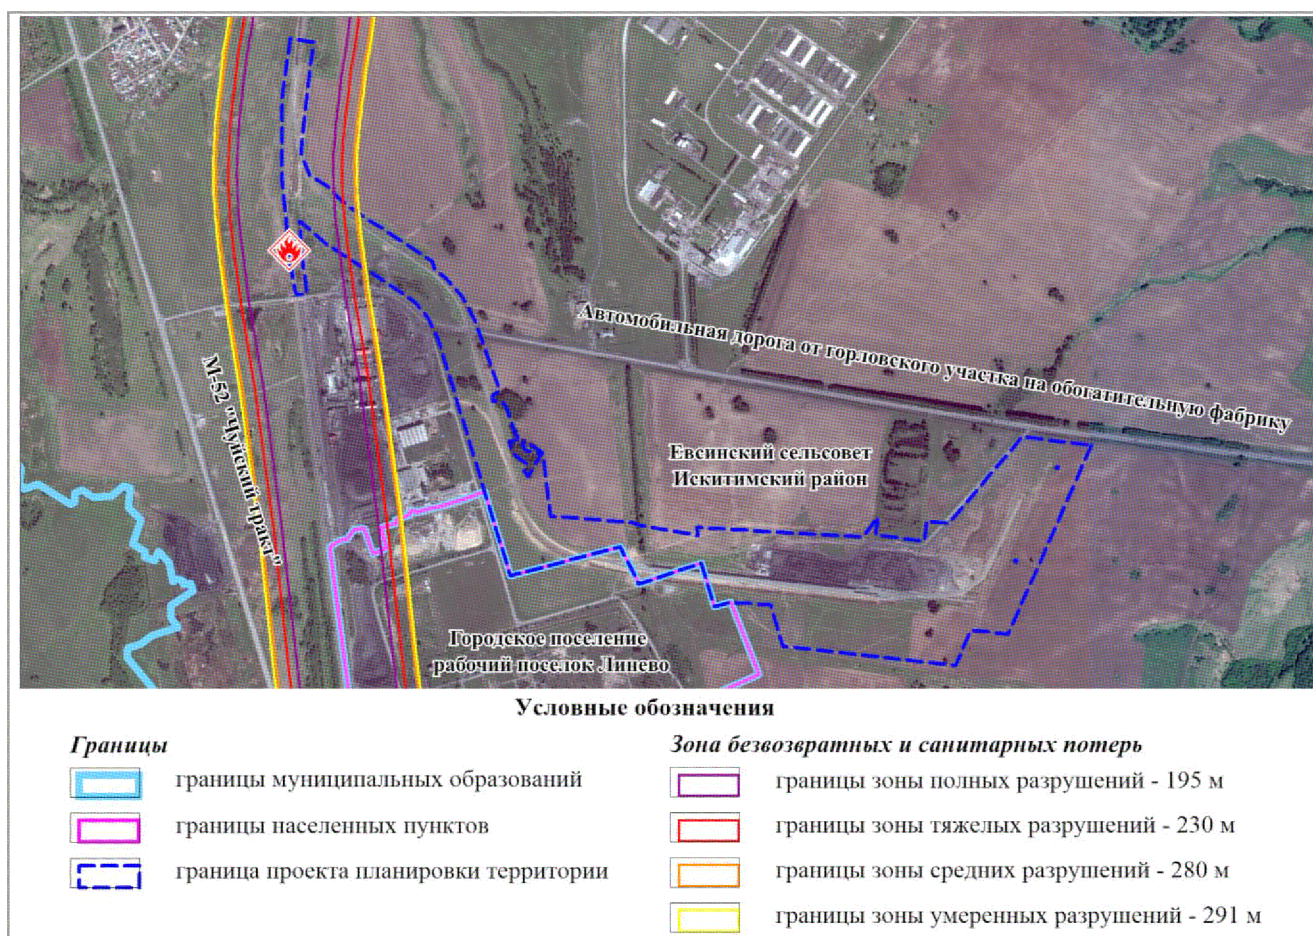 Автомобильная дорога от горловского участка на обогатительную фабрику
М-52 "Чуйский тракт"
Евсинский сельсовет
Искитимский район
Городское поселение
рабочий поселок Линево
Условные обозначения
Границы
границы муниципальных образований
границы населенных пунктов
граница проекта планировки территории
Зона безвозвратных и санитарных потерь
границы зоны полных разрушений - 195 м
границы зоны тяжелых разрушений - 230 м
границы зоны средних разрушений - 280 м
границы зоны умеренных разрушений - 291 м